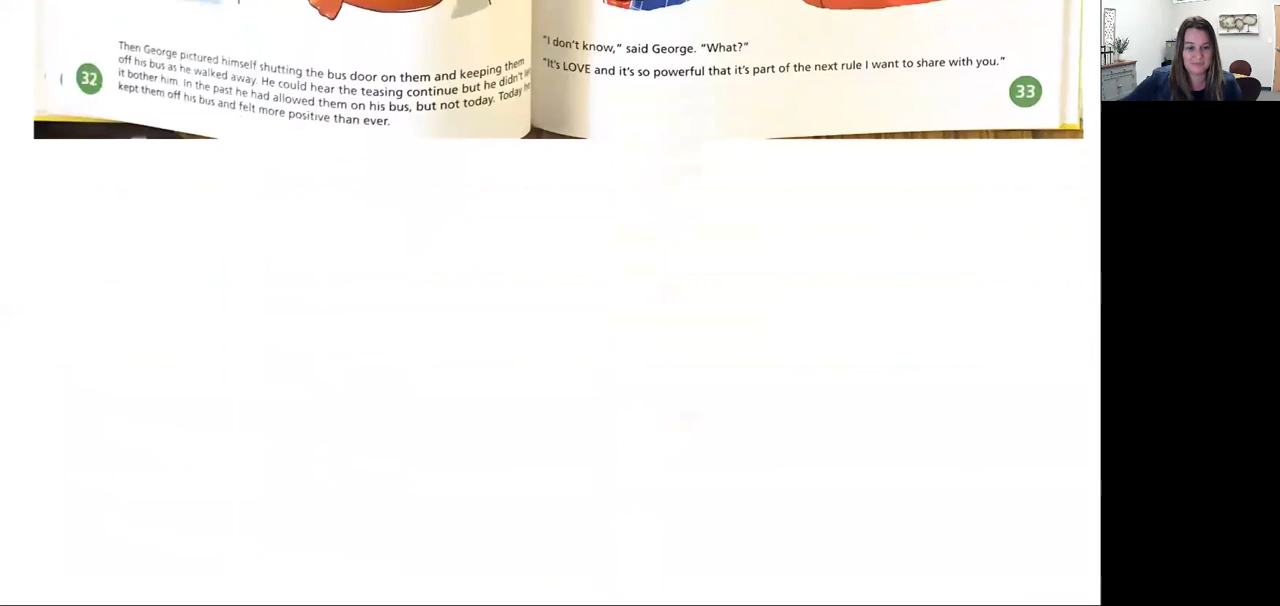 Then George pictured himself shutting the bus door on them and keeping them
off his bus as he walked away. He could hear the teasing continue but he didn't
it bother him. In the past he had allowed them on his bus, but not today. Today
kept them off his bus and felt more positive than ever.
32
"I don't know," said George. "What?"
"It's LOVE and it's so powerful that it's part of the next rule I want to share with you."
33